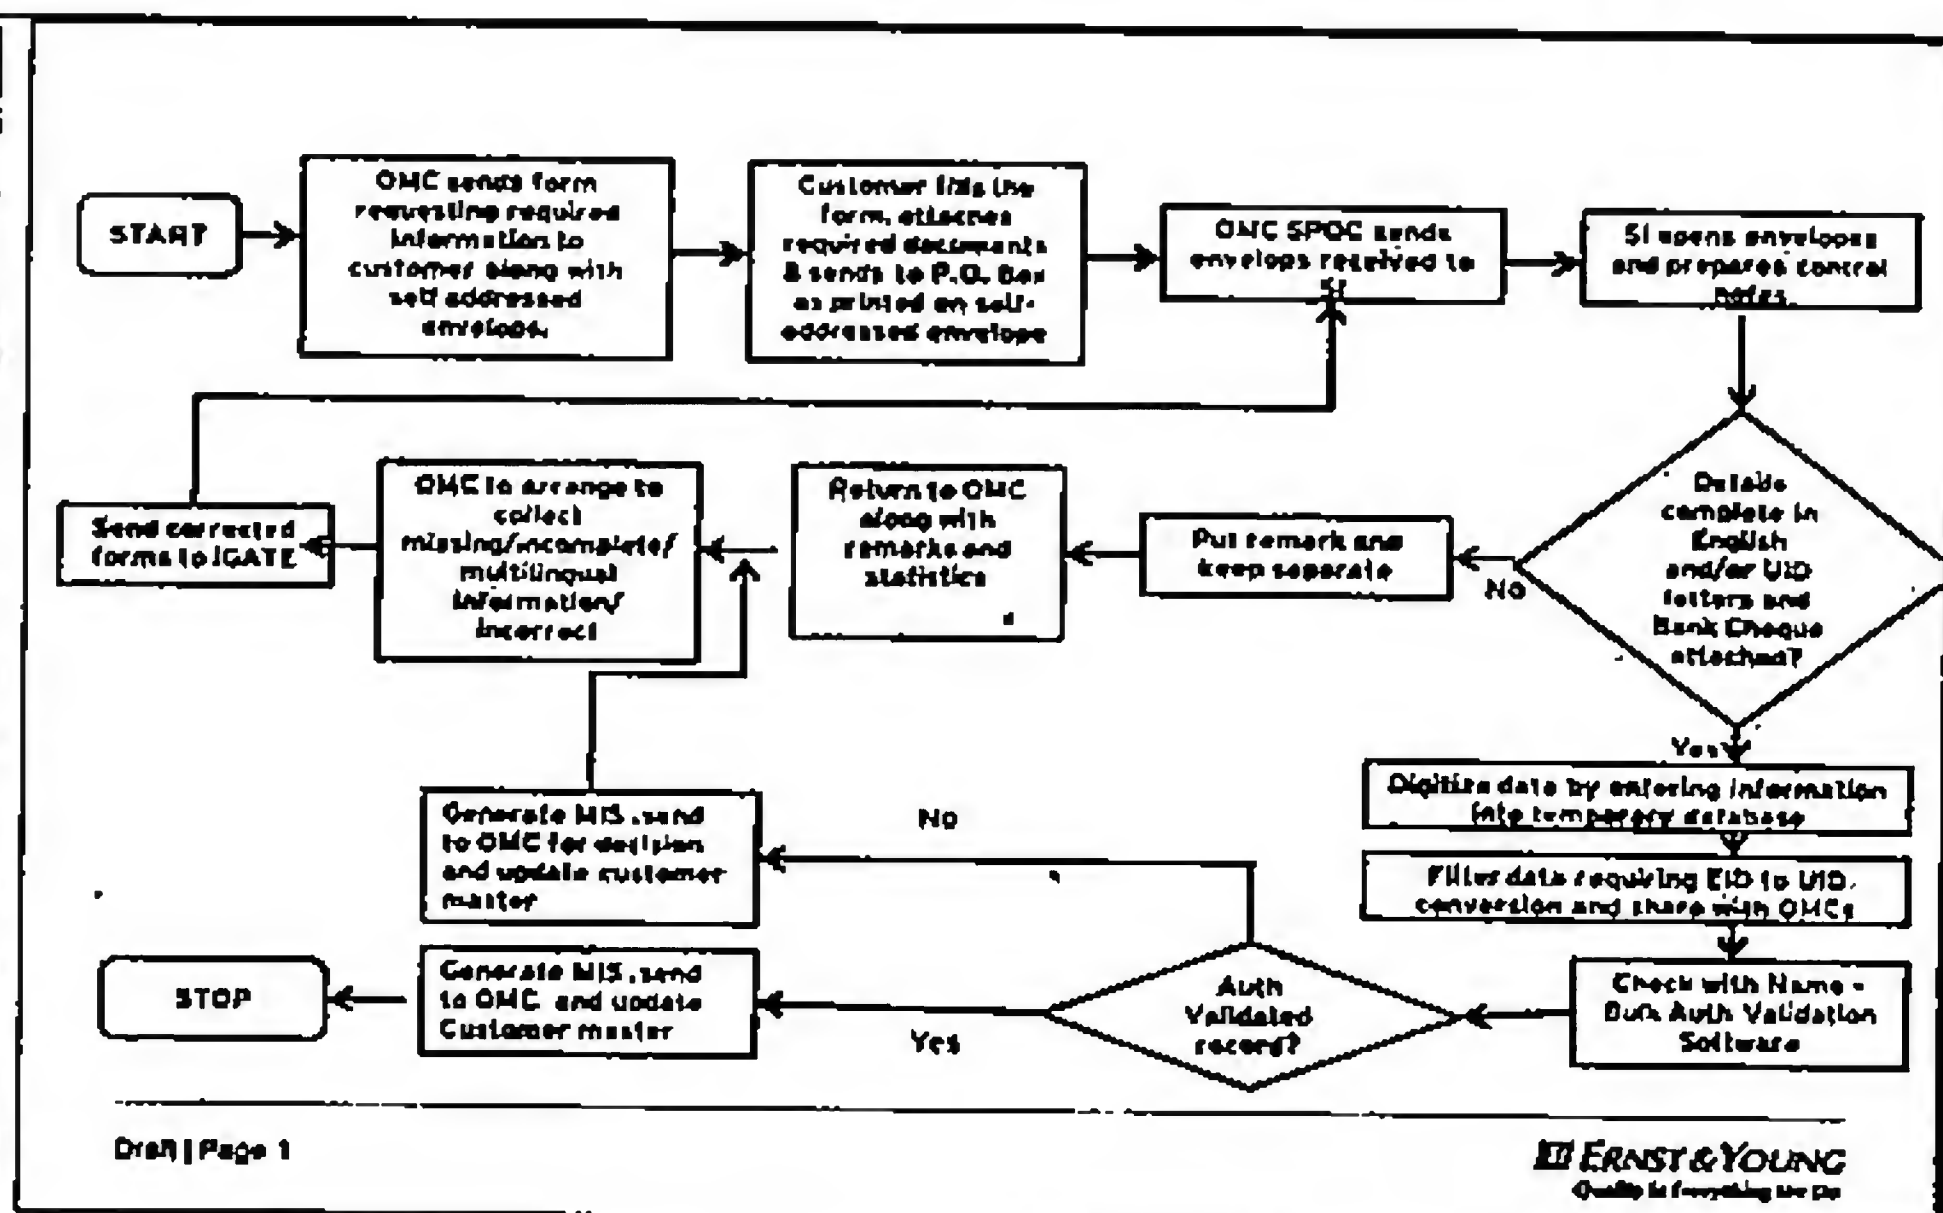 START
OMC sends form
requesting required
information to
customer along with
self addressed
envelope.
Customer fills the
form, attaches
required documents
& sends to P.O. Box
as printed on self-
addressed envelope
OMC SPOC sends
envelops received to
SI
SI opens envelopes
and prepares control
notes.
Send corrected
forms to iGATE
OMC to arrange to
collect
missing/incomplete/
multilingual
information/
incorrect
Return to OMC
along with
remarks and
statistics
Put remark and
keep separate
No
Details
complete in
English
and/or UID
letters and
Bank Cheque
attached?
Yes
Digitize data by entering information
into temporary database
Filter data requiring EID to UID
conversion and share with OMCs
Generate MIS, send
to OMC for decision
and update customer
master
No
STOP
Generate MIS, send
to OMC and update
Customer master
Yes
Auth
Validated
record?
Check with Name -
Bulk Auth Validation
Software
Draft | Page 1
ERNST & YOUNG
Quality In Everything We Do